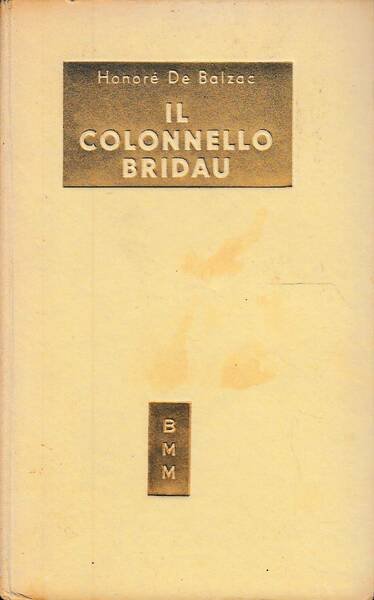 Honoré De Balzac
IL
COLONNELLO
BRIDAU
B
M
M